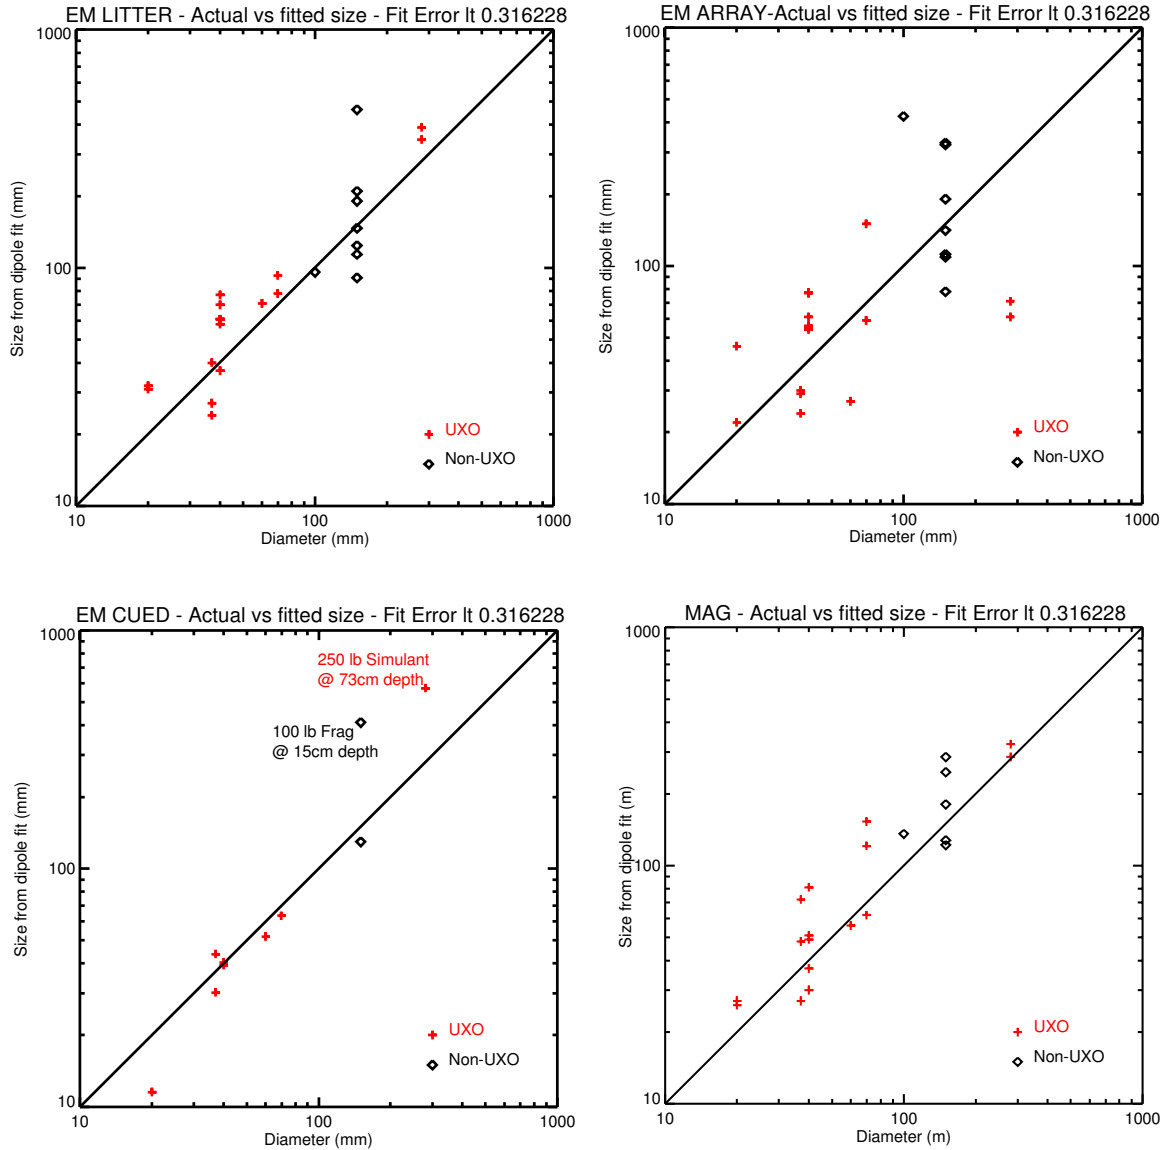 EM LITTER - Actual vs fitted size - Fit Error lt 0.316228
1000
Size from dipole fit (mm)
100
UXO
Non-UXO
10
10
100
1000
Diameter (mm)
EM ARRAY-Actual vs fitted size - Fit Error lt 0.316228
1000
Size from dipole fit (mm)
100
UXO
Non-UXO
10
10
100
1000
Diameter (mm)
EM CUED - Actual vs fitted size - Fit Error lt 0.316228
1000
250 lb Simulant
@ 73cm depth
100 lb Frag
@ 15cm depth
Size from dipole fit (mm)
100
UXO
Non-UXO
10
10
100
1000
Diameter (mm)
MAG - Actual vs fitted size - Fit Error lt 0.316228
1000
Size from dipole fit (m)
100
UXO
Non-UXO
10
10
100
1000
Diameter (m)